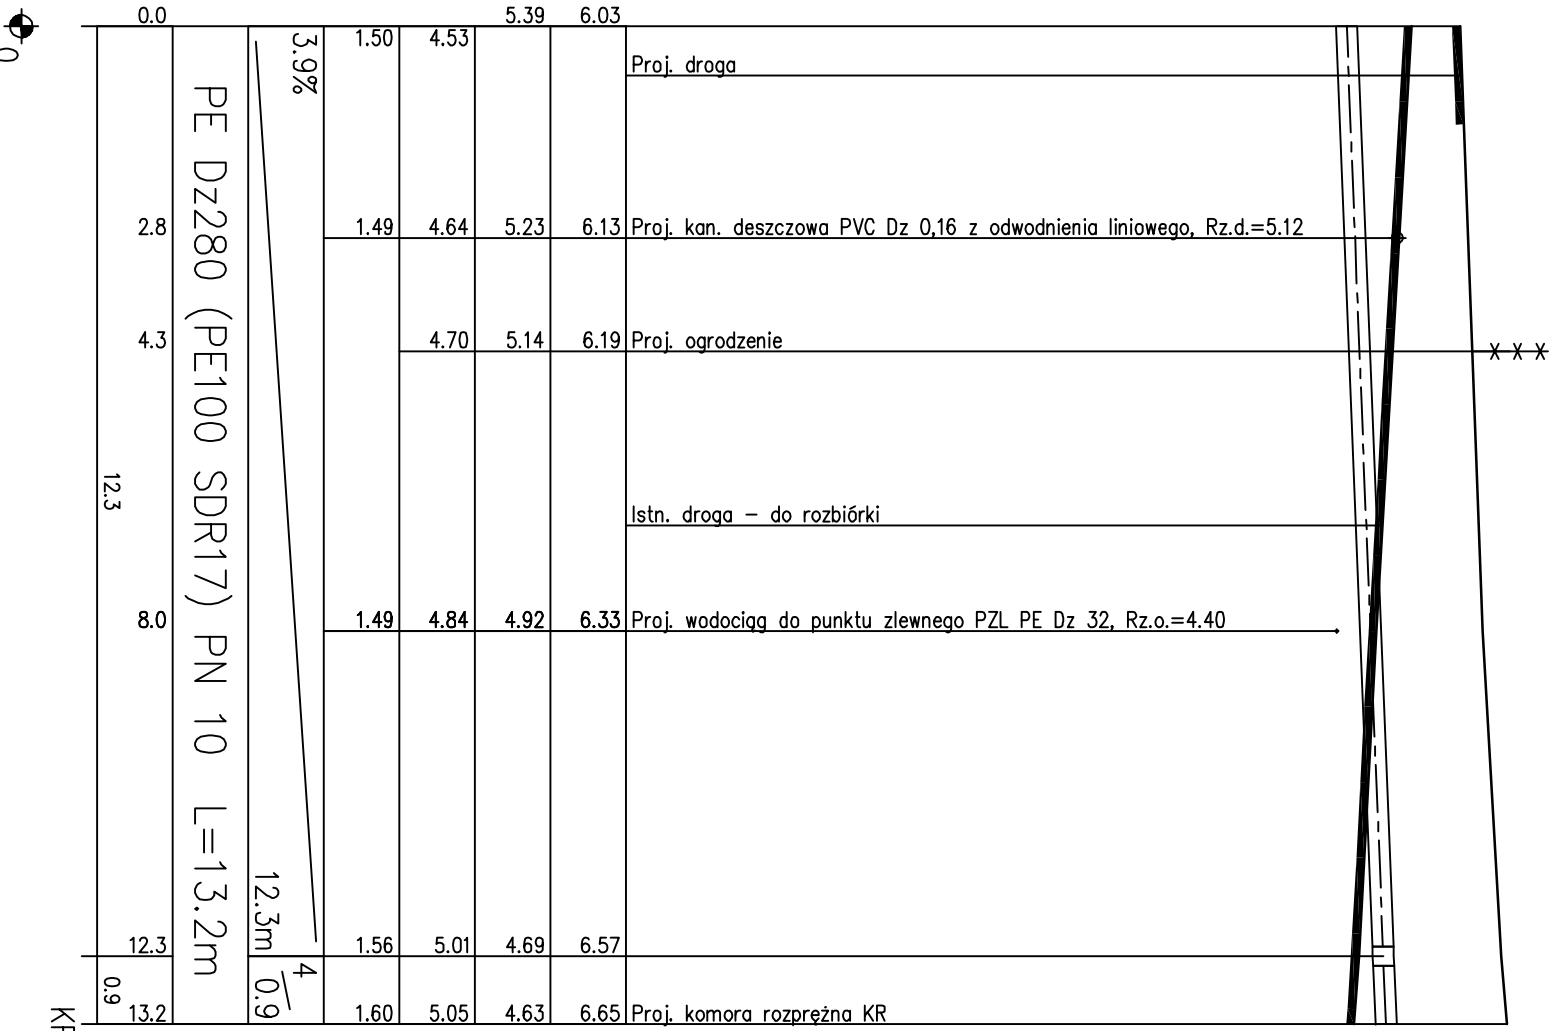 0.0 5.39 6.03
1.50 4.53
3.9%
Proj. droga
2.8 1.49 4.64 5.23 6.13 Proj. kan. deszczowa PVC Dz 0,16 z odwodnienia liniowego, Rz.d.=5.12
4.3 4.70 5.14 6.19 Proj. ogrodzenie
12.3
Istn. droga – do rozbiórki
8.0 1.49 4.84 4.92 6.33 Proj. wodociąg do punktu zlewnego PZL PE Dz 32, Rz.o.=4.40
PE Dz280 (PE100 SDR17) PN 10 L=13.2m
12.3m
12.3 1.56 5.01 4.69 6.57
4
0.9
0.9
13.2 1.60 5.05 4.63 6.65 Proj. komora rozprężna KR